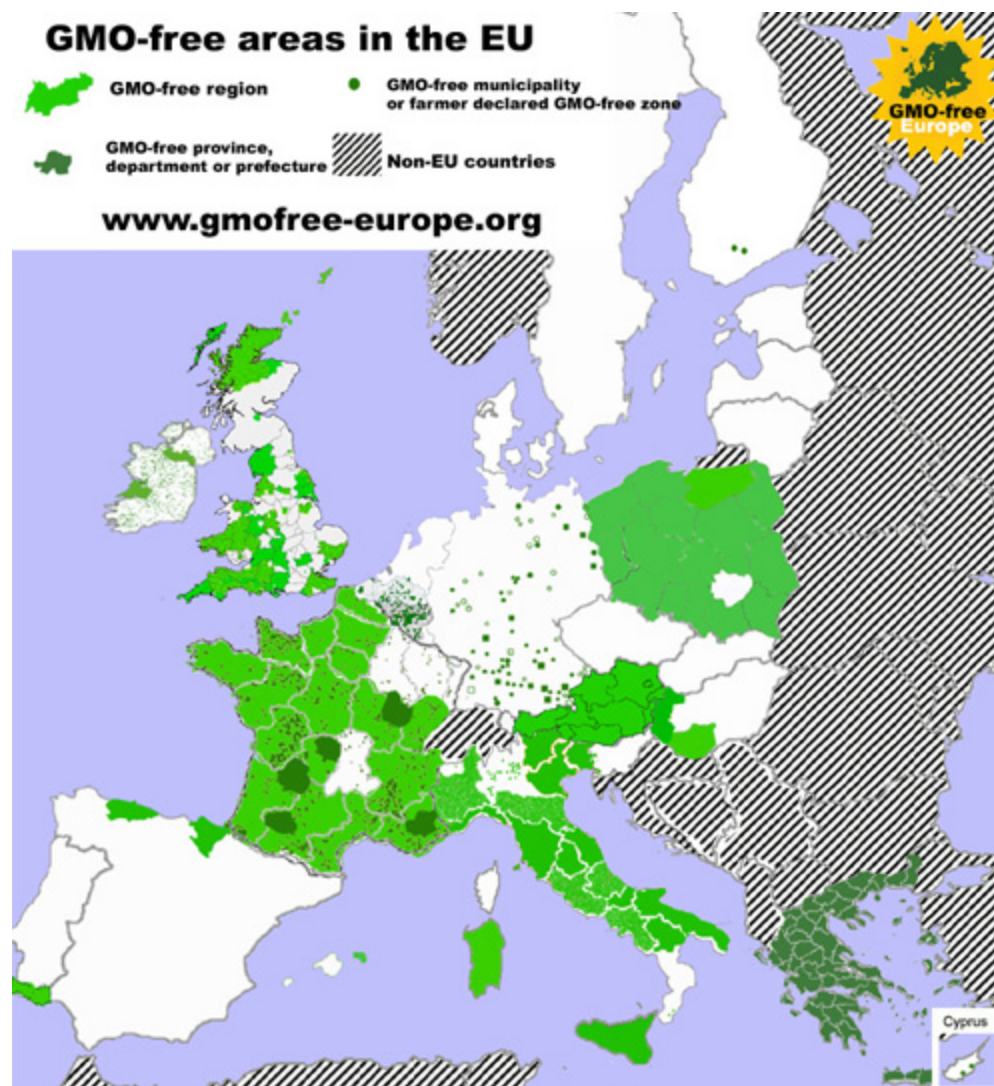 GMO-free areas in the EU
GMO-free region
GMO-free municipality
or farmer declared GMO-free zone
GMO-free province,
department or prefecture
Non-EU countries
www.gmofree-europe.org
GMO-free
Europe
Cyprus